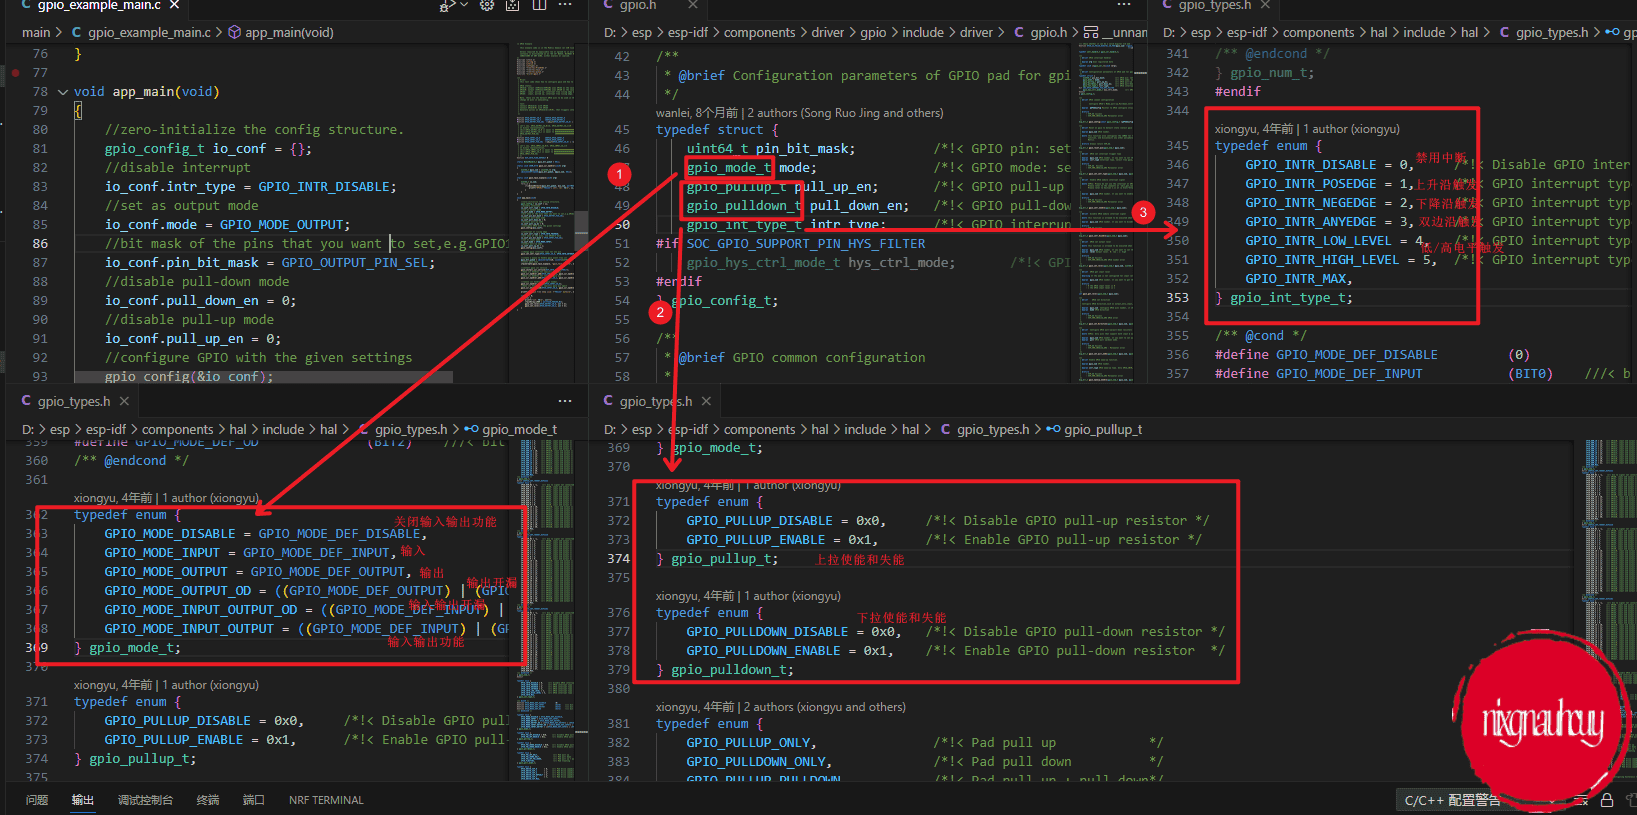 gpio_example_main.c
main > C gpio_example_main.c > app_main(void)
76 }
77
78 void app_main(void)
79 {
80 //zero-initialize the config structure.
81 gpio_config_t io_conf = {};
82 //disable interrupt
83 io_conf.intr_type = GPIO_INTR_DISABLE;
84 //set as output mode
85 io_conf.mode = GPIO_MODE_OUTPUT;
86 //bit mask of the pins that you want to set,e.g.GPIO1
87 io_conf.pin_bit_mask = GPIO_OUTPUT_PIN_SEL;
88 //disable pull-down mode
89 io_conf.pull_down_en = 0;
90 //disable pull-up mode
91 io_conf.pull_up_en = 0;
92 //configure GPIO with the given settings
93 gpio_config(&io_conf);
C gpio.h
D: > esp > esp-idf > components > driver > gpio > include > driver > C gpio.h > __unnam
42 /**
43 * @brief Configuration parameters of GPIO pad for gpi
44 */
wanlei, 8个月前 | 2 authors (Song Ruo Jing and others)
45 typedef struct {
46 uint64_t pin_bit_mask; /*!< GPIO pin: set
1
gpio_mode_t mode; /*!< GPIO mode: se
48 gpio_pullup_t pull_up_en; /*!< GPIO pull-up
49 gpio_pulldown_t pull_down_en; /*!< GPIO pull-dow
50 gpio_int_type_t intr_type; /*!< GPIO interrup
51 #if SOC_GPIO_SUPPORT_PIN_HYS_FILTER
52 gpio_hys_ctrl_mode_t hys_ctrl_mode; /*!< GPI
53 #endif
54 } gpio_config_t;
2
55
56 /**
57 * @brief GPIO common configuration
58 *
C gpio_types.h
D: > esp > esp-idf > components > hal > include > hal > C gpio_types.h > gp
341 /** @endcond */
342 } gpio_num_t;
343 #endif
344
xiongyu, 4年前 | 1 author (xiongyu)
345 typedef enum {
346 GPIO_INTR_DISABLE = 0, 禁用中断 /*!< Disable GPIO inter
347 GPIO_INTR_POSEDGE = 1, 上升沿触发 /*!< GPIO interrupt typ
348 GPIO_INTR_NEGEDGE = 2, 下降沿触发 /*!< GPIO interrupt typ
3
349 GPIO_INTR_ANYEDGE = 3, 双边沿触发 /*!< GPIO interrupt typ
350 GPIO_INTR_LOW_LEVEL = 4, /*!< GPIO interrupt typ
低/高电平触发
351 GPIO_INTR_HIGH_LEVEL = 5, /*!< GPIO interrupt typ
352 GPIO_INTR_MAX,
353 } gpio_int_type_t;
354
355 /** @cond */
356 #define GPIO_MODE_DEF_DISABLE (0)
357 #define GPIO_MODE_DEF_INPUT (BIT0) ///< b
C gpio_types.h
D: > esp > esp-idf > components > hal > include > hal > C gpio_types.h > gpio_mode_t
359 #define GPIO_MODE_DEF_OD (BIT2) ///< bit
360 /** @endcond */
361
xiongyu, 4年前 | 1 author (xiongyu)
362 typedef enum {
关闭输入输出功能
363 GPIO_MODE_DISABLE = GPIO_MODE_DEF_DISABLE,
364 GPIO_MODE_INPUT = GPIO_MODE_DEF_INPUT, 输入
365 GPIO_MODE_OUTPUT = GPIO_MODE_DEF_OUTPUT, 输出
输出开漏
366 GPIO_MODE_OUTPUT_OD = ((GPIO_MODE_DEF_OUTPUT) | (GPI
输入输出开漏
367 GPIO_MODE_INPUT_OUTPUT_OD = ((GPIO_MODE_DEF_INPUT) |
368 GPIO_MODE_INPUT_OUTPUT = ((GPIO_MODE_DEF_INPUT) | (GP
输入输出功能
369 } gpio_mode_t;
370
xiongyu, 4年前 | 1 author (xiongyu)
371 typedef enum {
372 GPIO_PULLUP_DISABLE = 0x0, /*!< Disable GPIO pull
373 GPIO_PULLUP_ENABLE = 0x1, /*!< Enable GPIO pull-
374 } gpio_pullup_t;
375
C gpio_types.h
D: > esp > esp-idf > components > hal > include > hal > C gpio_types.h > gpio_pullup_t
369 } gpio_mode_t;
370
xiongyu, 4年前 | 1 author (xiongyu)
371 typedef enum {
372 GPIO_PULLUP_DISABLE = 0x0, /*!< Disable GPIO pull-up resistor */
373 GPIO_PULLUP_ENABLE = 0x1, /*!< Enable GPIO pull-up resistor */
374 } gpio_pullup_t; 上拉使能和失能
375
xiongyu, 4年前 | 1 author (xiongyu)
376 typedef enum { 下拉使能和失能
377 GPIO_PULLDOWN_DISABLE = 0x0, /*!< Disable GPIO pull-down resistor */
378 GPIO_PULLDOWN_ENABLE = 0x1, /*!< Enable GPIO pull-down resistor */
379 } gpio_pulldown_t;
380
xiongyu, 4年前 | 2 authors (xiongyu and others)
381 typedef enum {
382 GPIO_PULLUP_ONLY, /*!< Pad pull up */
383 GPIO_PULLDOWN_ONLY, /*!< Pad pull down */
384 GPIO_PULLUP_PULLDOWN, /*!< Pad pull up + pull down*/
问题 输出 调试控制台 终端 端口 NRF TERMINAL
C/C++ 配置警告